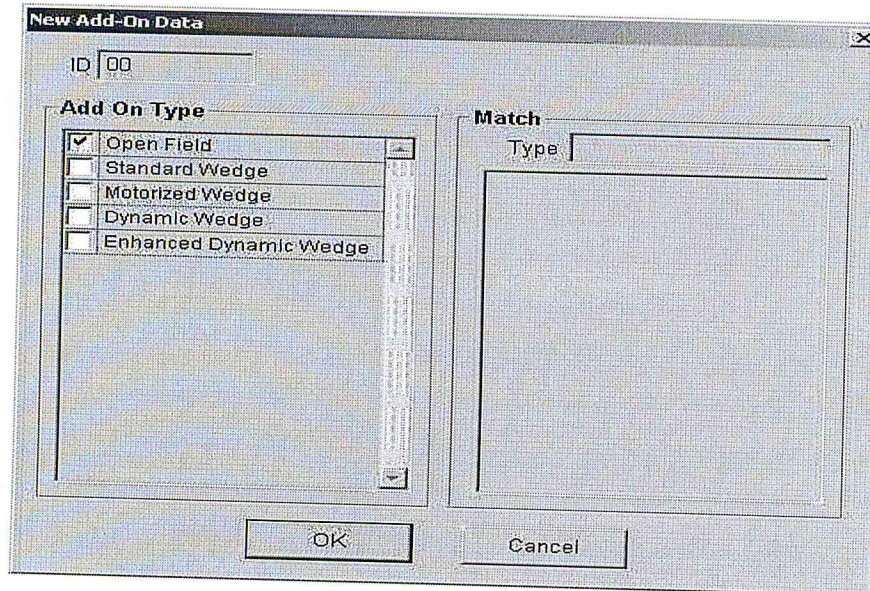 New Add-On Data
ID 00
Add On Type
Open Field
Standard Wedge
Motorized Wedge
Dynamic Wedge
Enhanced Dynamic Wedge
Match
Type
OK
Cancel